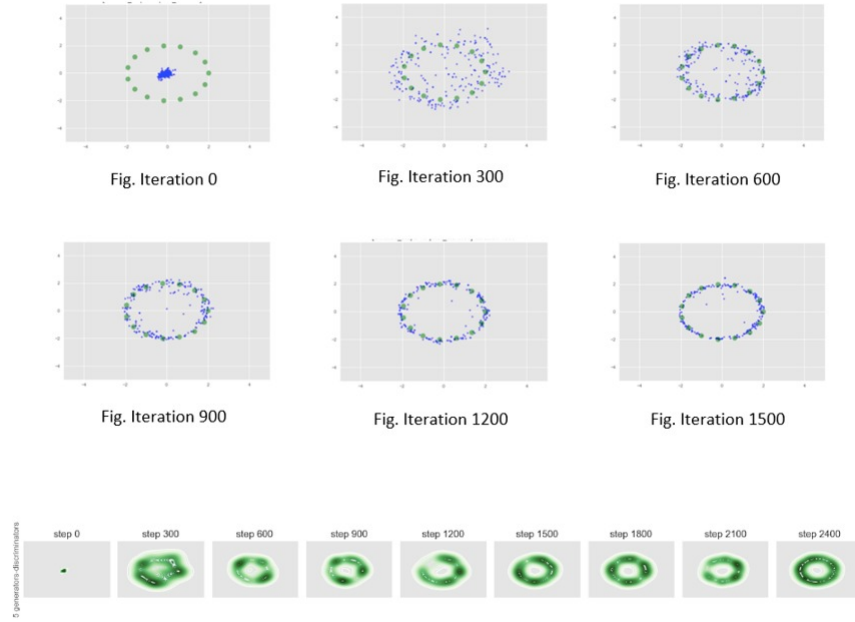 Fig. Iteration 0
Fig. Iteration 300
Fig. Iteration 600
Fig. Iteration 900
Fig. Iteration 1200
Fig. Iteration 1500
5 generators-discriminators
step 0
step 300
step 600
step 900
step 1200
step 1500
step 1800
step 2100
step 2400